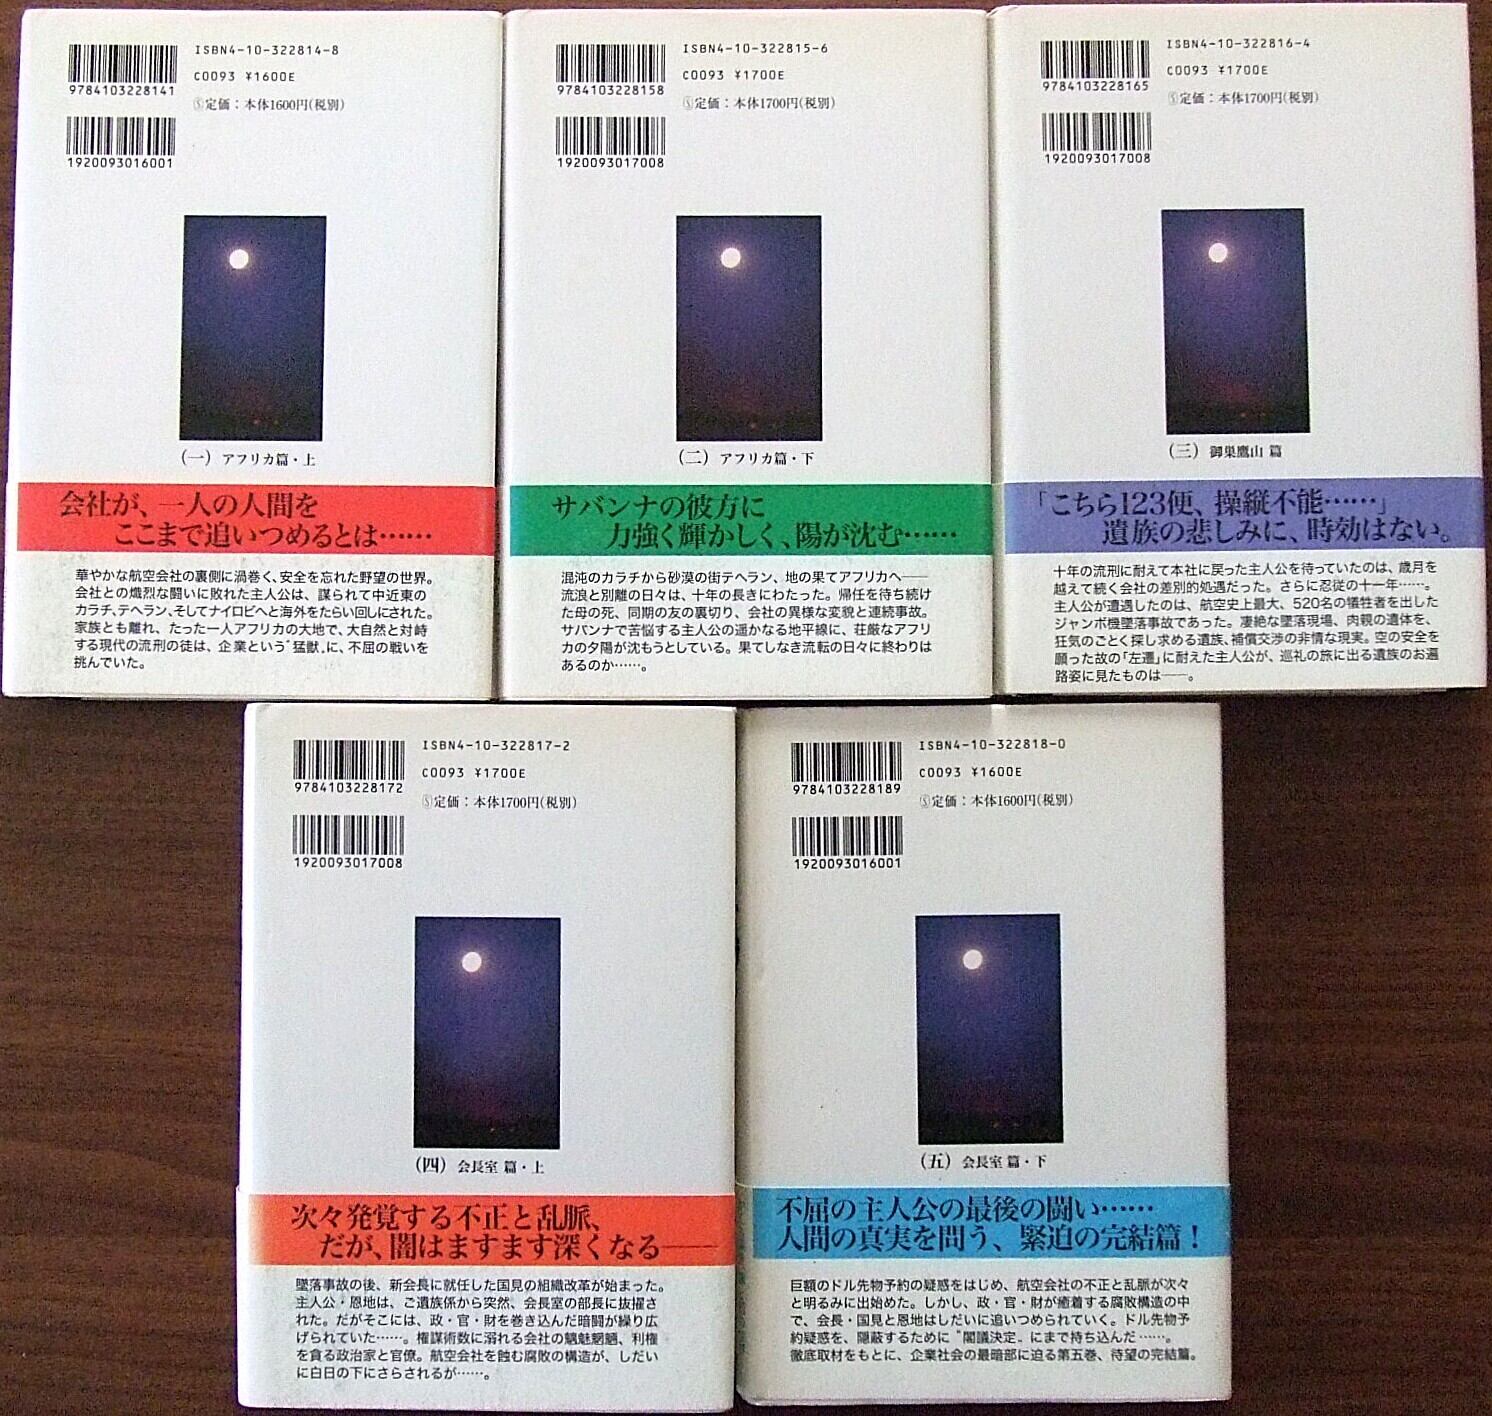 ISBN4-10-322814-8
C0093 ¥1600E
9784103228141
Ⓢ定価：本体1600円(税別)
1920093016001
(一) アフリカ篇・上
会社が、一人の人間を
ここまで追いつめるとは……
華やかな航空会社の裏側に渦巻く、安全を忘れた野望の世界。
会社との熾烈な闘いに敗れた主人公は、謀られて中近東の
カラチ、テヘラン、そしてナイロビへと海外をたらい回しにされた。
家族とも離れ、たった一人アフリカの大地で、大自然と対峙
する現代の流刑の徒は、企業という〝猛獣〟に、不屈の戦いを
挑んでいた。
ISBN4-10-322815-6
C0093 ¥1700E
9784103228158
Ⓢ定価：本体1700円(税別)
1920093017008
(二) アフリカ篇・下
サバンナの彼方に
力強く輝かしく、陽が沈む……
混沌のカラチから砂漠の街テヘラン、地の果てアフリカへ──
流浪と別離の日々は、十年の長きにわたった。帰任を待ち続け
た母の死、同期の友の裏切り、会社の異様な変貌と連続事故。
サバンナで苦悩する主人公の遥かなる地平線に、荘厳なアフリ
カの夕陽が沈もうとしている。果てしなき流転の日々に終わりは
あるのか……。
ISBN4-10-322816-4
C0093 ¥1700E
9784103228165
Ⓢ定価：本体1700円(税別)
1920093017008
(三) 御巣鷹山 篇
「こちら123便、操縦不能……」
遺族の悲しみに、時効はない。
十年の流刑に耐えて本社に戻った主人公を待っていたのは、歳月を
越えて続く会社の差別的処遇だった。さらに忍従の十一年……。
主人公が遭遇したのは、航空史上最大、520名の犠牲者を出した
ジャンボ機墜落事故であった。凄絶な墜落現場、肉親の遺体を、
狂気のごとく探し求める遺族、補償交渉の非情な現実。空の安全を
願った故の「左遷」に耐えた主人公が、巡礼の旅に出る遺族のお遍
路姿に見たものは──。
ISBN4-10-322817-2
C0093 ¥1700E
9784103228172
Ⓢ定価：本体1700円(税別)
1920093017008
(四) 会長室 篇・上
次々発覚する不正と乱脈、
だが、闇はますます深くなる──
墜落事故の後、新会長に就任した国見の組織改革が始まった。
主人公・恩地は、ご遺族係から突然、会長室の部長に抜擢さ
れた。だがそこには、政・官・財を巻き込んだ暗闘が繰り広
げられていた……。権謀術数に溺れる会社の魑魅魍魎、利権
を貪る政治家と官僚。航空会社を蝕む腐敗の構造が、しだい
に白日の下にさらされるが……。
ISBN4-10-322818-0
C0093 ¥1600E
9784103228189
Ⓢ定価：本体1600円(税別)
1920093016001
(五) 会長室 篇・下
不屈の主人公の最後の闘い……
人間の真実を問う、緊迫の完結篇！
巨額のドル先物予約の疑惑をはじめ、航空会社の不正と乱脈が次々
と明るみに出始めた。しかし、政・官・財が癒着する腐敗構造の中
で、会長・国見と恩地はしだいに追いつめられていく。ドル先物予
約疑惑を、隠蔽するために〝閣議決定〟にまで持ち込んだ……。
徹底取材をもとに、企業社会の最暗部に迫る第五巻、待望の完結篇。